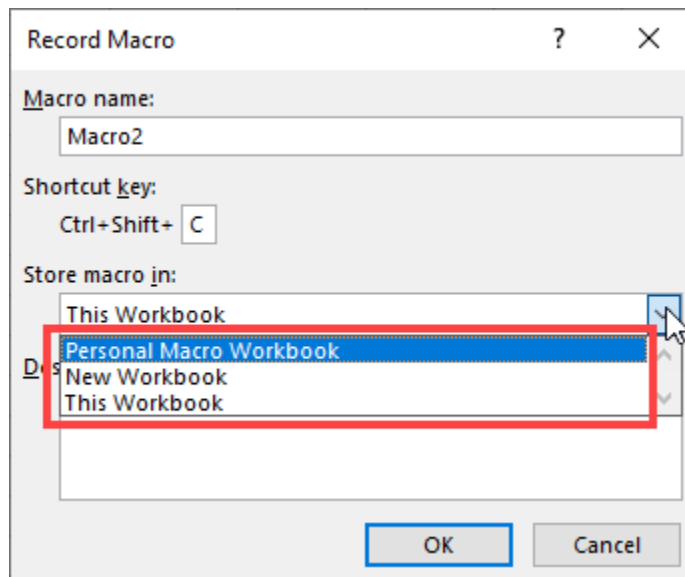 Record Macro ?
Macro name:
Macro2
Shortcut key:
Ctrl+Shift+ C
Store macro in:
This Workbook
Personal Macro Workbook
Des
New Workbook
This Workbook
OK Cancel